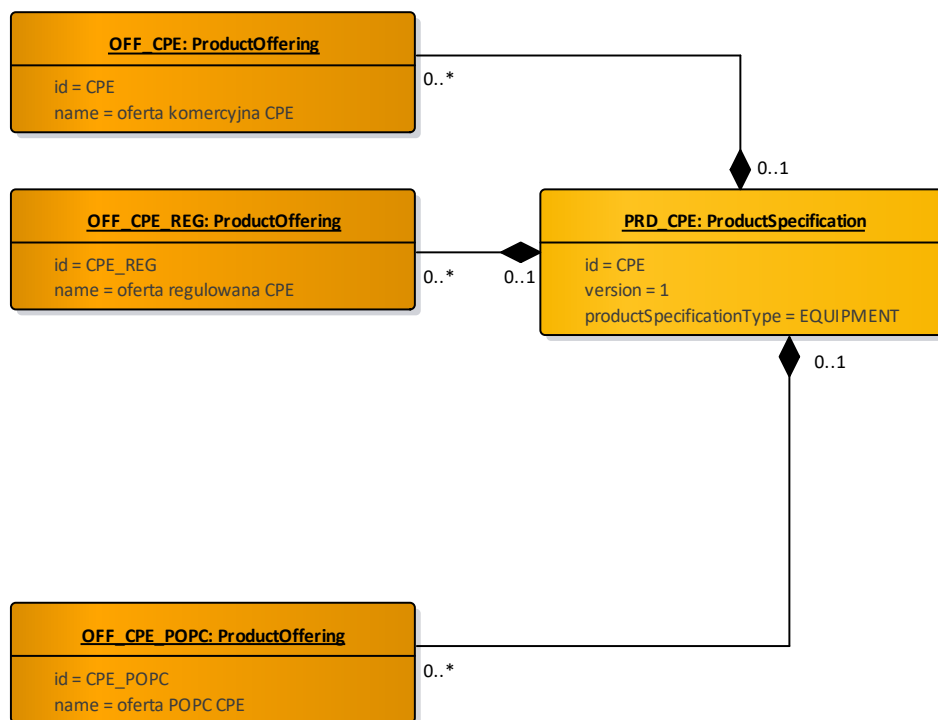 OFF_CPE: ProductOffering
id = CPE
name = oferta komercyjna CPE
0..*
0..1
OFF_CPE_REG: ProductOffering
id = CPE_REG
name = oferta regulowana CPE
0..*
0..1
PRD_CPE: ProductSpecification
id = CPE
version = 1
productSpecificationType = EQUIPMENT
0..1
OFF_CPE_POPC: ProductOffering
id = CPE_POPC
name = oferta POPC CPE
0..*